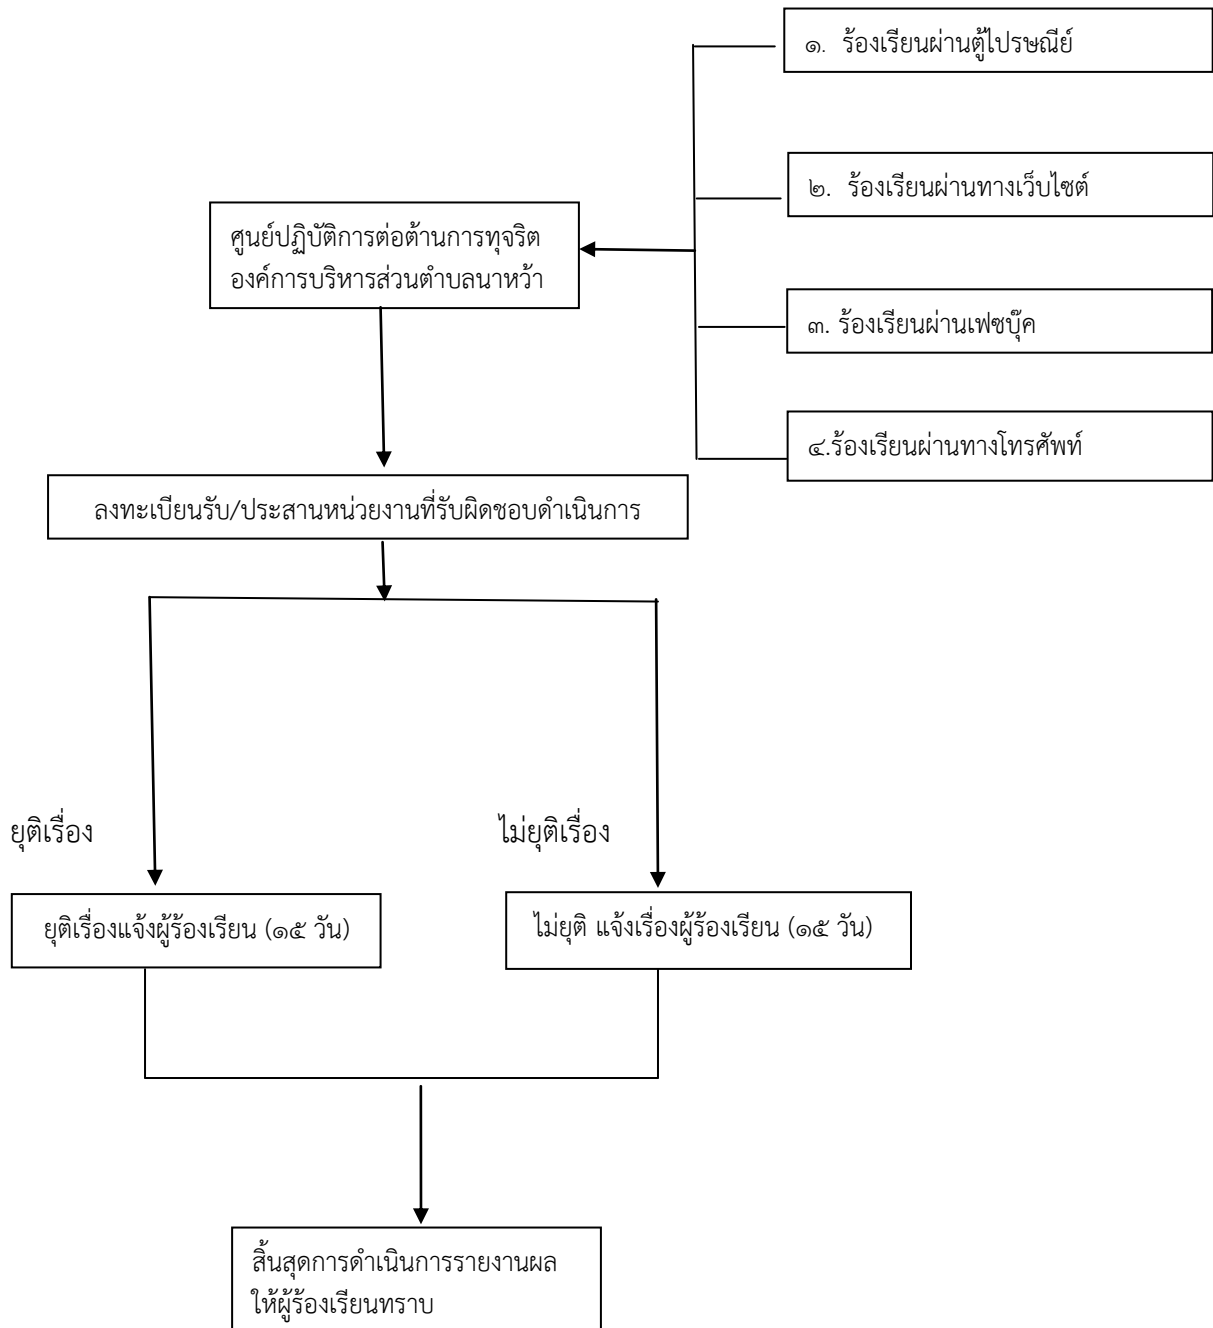 ๑. ร้องเรียนผ่านตู้ไปรษณีย์
๒. ร้องเรียนผ่านทางเว็บไซต์
ศูนย์ปฏิบัติการต่อต้านการทุจริต
องค์การบริหารส่วนตำบลนาหว้า
๓. ร้องเรียนผ่านเฟซบุ๊ค
๔.ร้องเรียนผ่านทางโทรศัพท์
ลงทะเบียนรับ/ประสานหน่วยงานที่รับผิดชอบดำเนินการ
ยุติเรื่อง
ไม่ยุติเรื่อง
ยุติเรื่องแจ้งผู้ร้องเรียน (๑๕ วัน)
ไม่ยุติ แจ้งเรื่องผู้ร้องเรียน (๑๕ วัน)
สิ้นสุดการดำเนินการรายงานผล
ให้ผู้ร้องเรียนทราบ